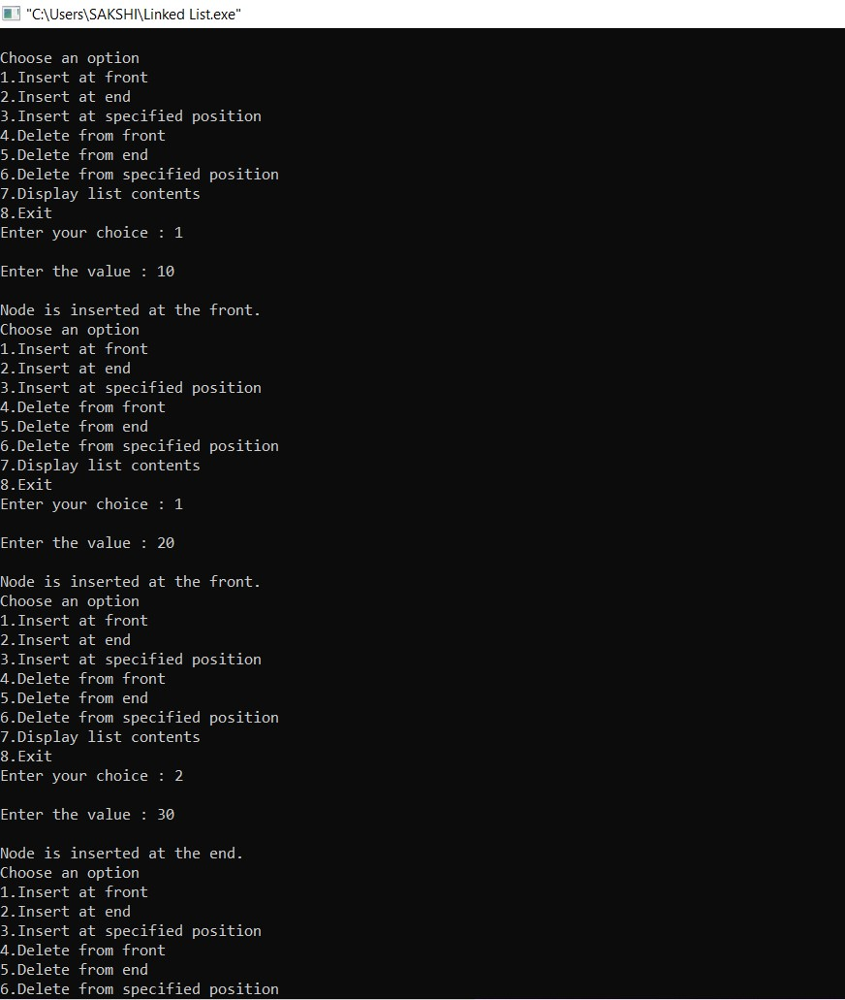 "C:\Users\SAKSHI\Linked List.exe"
Choose an option
1.Insert at front
2.Insert at end
3.Insert at specified position
4.Delete from front
5.Delete from end
6.Delete from specified position
7.Display list contents
8.Exit
Enter your choice : 1
Enter the value : 10
Node is inserted at the front.
Choose an option
1.Insert at front
2.Insert at end
3.Insert at specified position
4.Delete from front
5.Delete from end
6.Delete from specified position
7.Display list contents
8.Exit
Enter your choice : 1
Enter the value : 20
Node is inserted at the front.
Choose an option
1.Insert at front
2.Insert at end
3.Insert at specified position
4.Delete from front
5.Delete from end
6.Delete from specified position
7.Display list contents
8.Exit
Enter your choice : 2
Enter the value : 30
Node is inserted at the end.
Choose an option
1.Insert at front
2.Insert at end
3.Insert at specified position
4.Delete from front
5.Delete from end
6.Delete from specified position